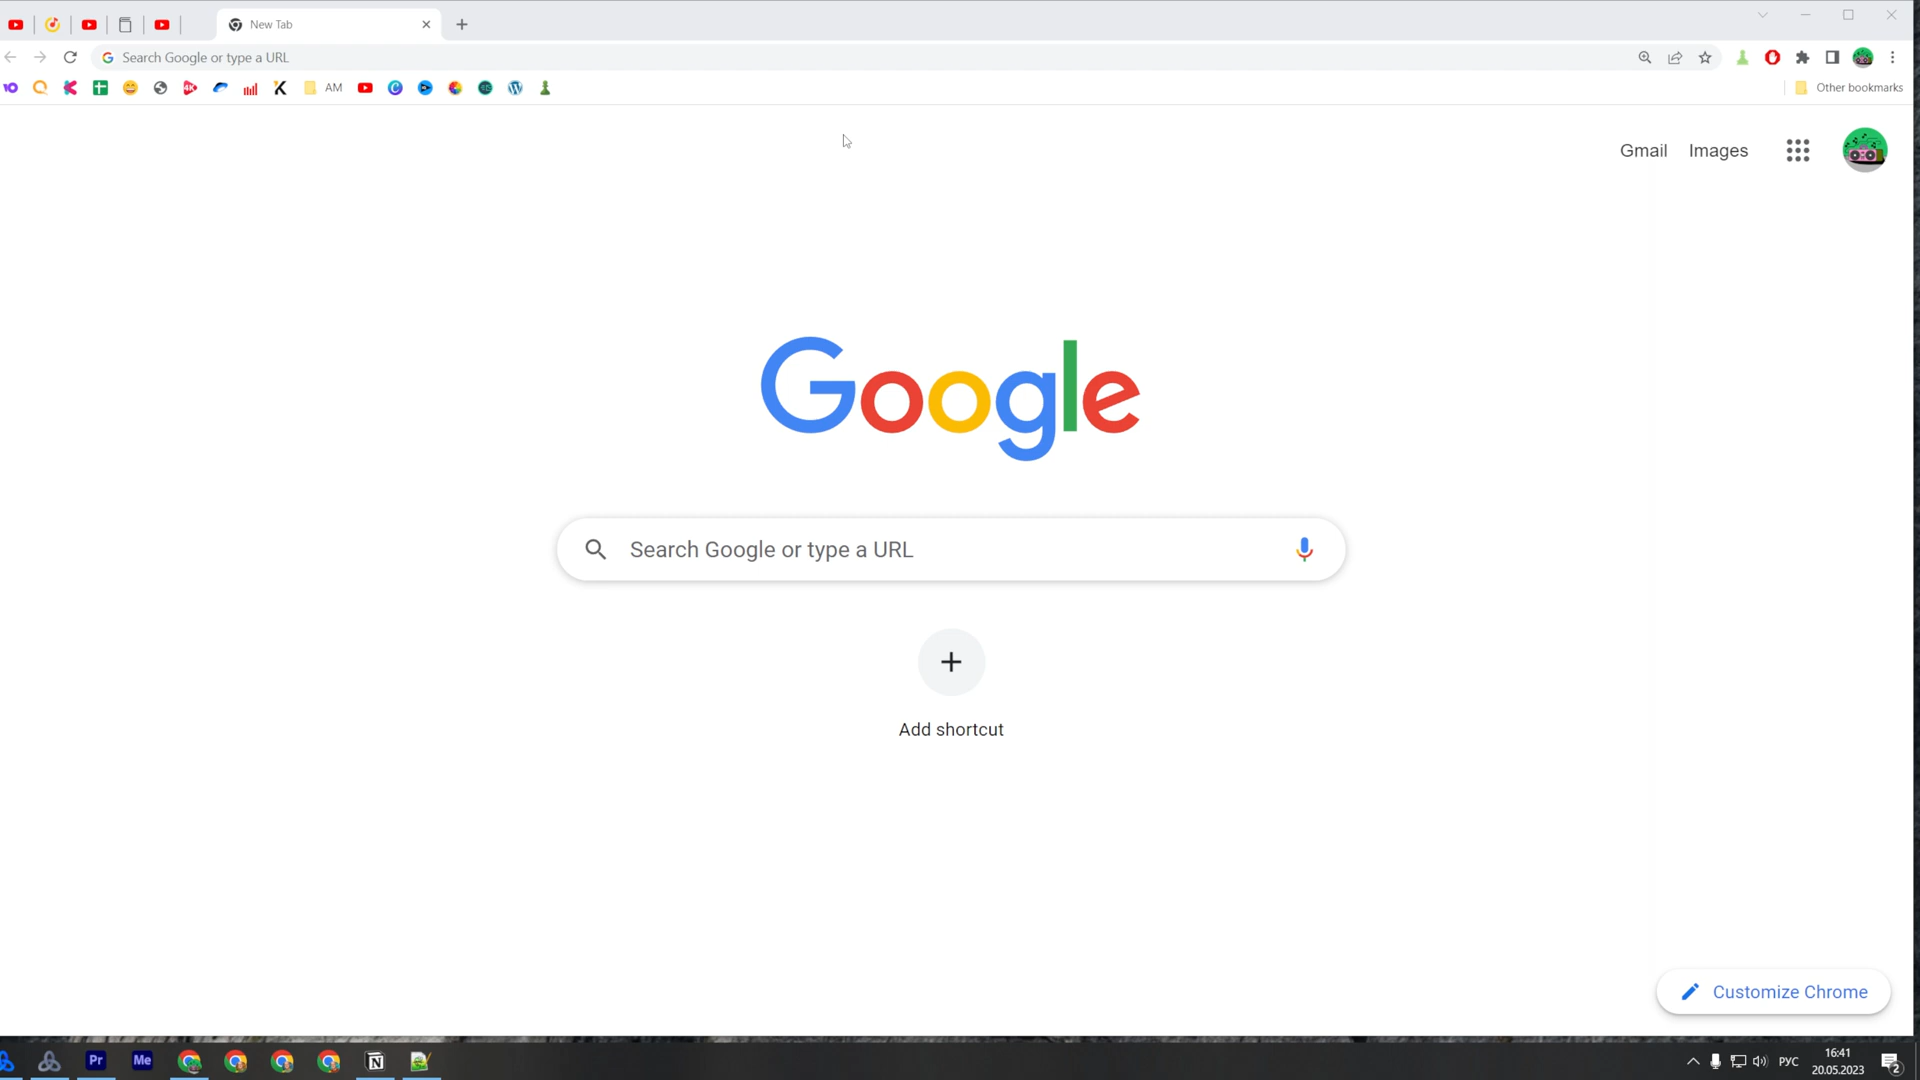 New Tab
Search Google or type a URL
AM
Other bookmarks
Gmail
Images
Google
Search Google or type a URL
Add shortcut
Customize Chrome
Pr
Me
РУС
16:41
20.05.2023
2